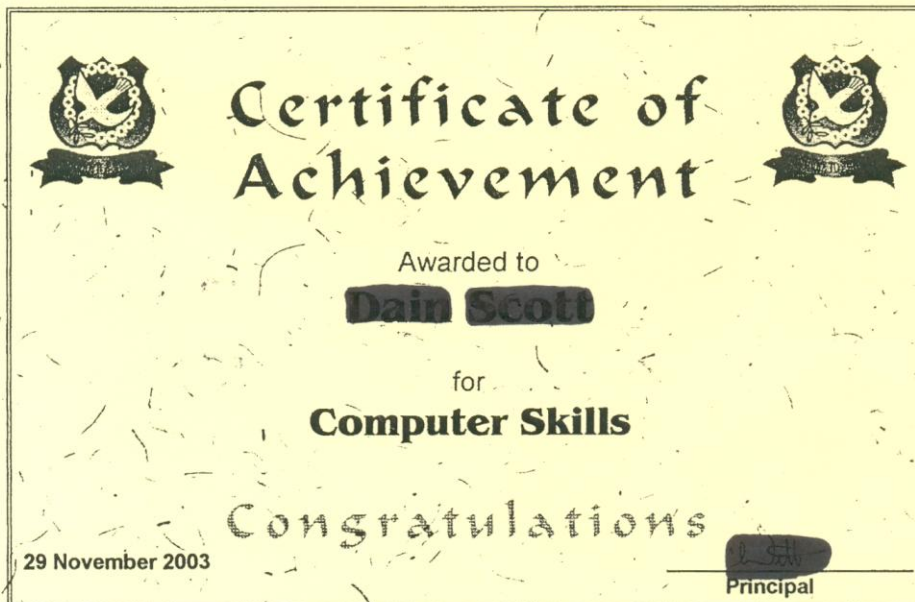 Certificate of
Achievement
Awarded to
Dain Scott
for
Computer Skills
Congratulations
29 November 2003
Principal